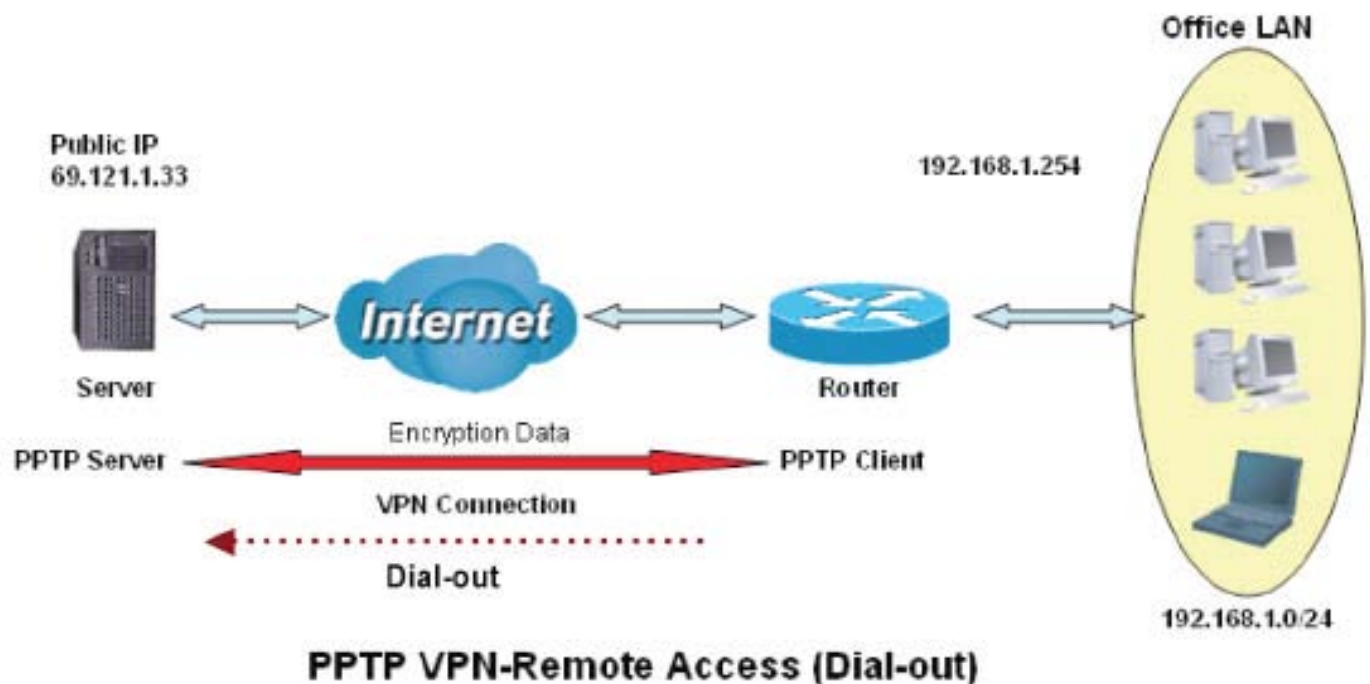 Office LAN
Public IP
69.121.1.33
192.168.1.254
Internet
Server
Router
Encryption Data
PPTP Server
PPTP Client
VPN Connection
Dial-out
192.168.1.0/24
PPTP VPN-Remote Access (Dial-out)